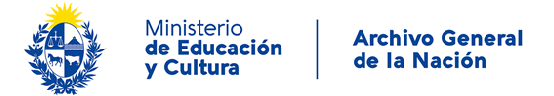 Ministerio
de Educación
y Cultura
Archivo General
de la Nación